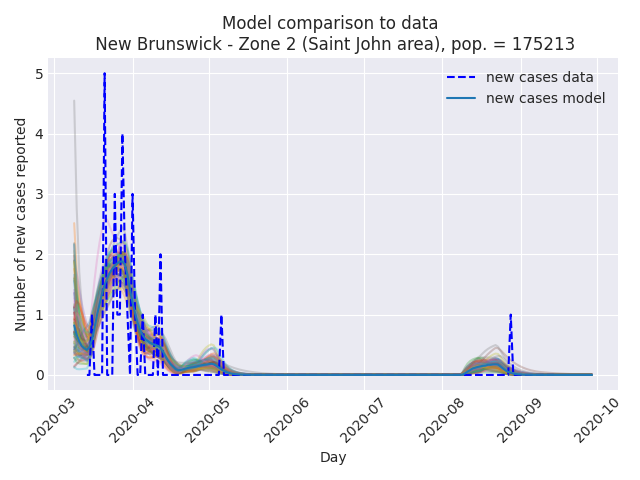 Model comparison to data
New Brunswick - Zone 2 (Saint John area), pop. = 175213
new cases data
new cases model
Number of new cases reported
5
4
3
2
1
0
2020-03
2020-04
2020-05
2020-06
2020-07
2020-08
2020-09
2020-10
Day